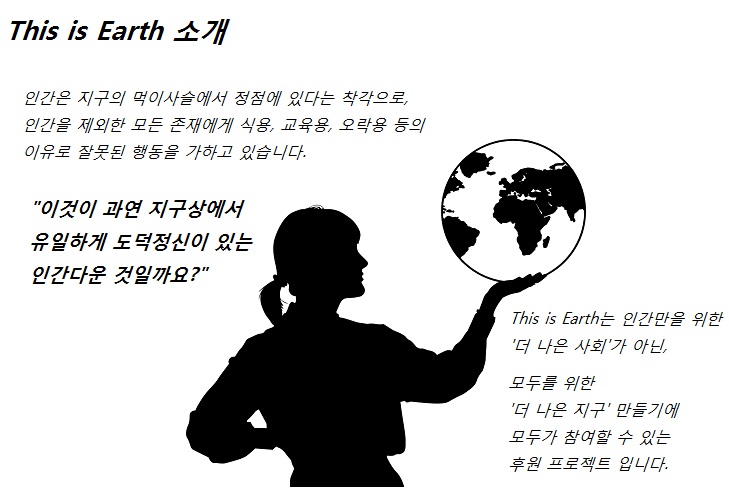 This is Earth 소개
인간은 지구의 먹이사슬에서 정점에 있다는 착각으로,
인간을 제외한 모든 존재에게 식용, 교육용, 오락용 등의
이유로 잘못된 행동을 가하고 있습니다.
"이것이 과연 지구상에서
유일하게 도덕정신이 있는
인간다운 것일까요?"
This is Earth는 인간만을 위한
'더 나은 사회'가 아닌,
모두를 위한
'더 나은 지구' 만들기에
모두가 참여할 수 있는
후원 프로젝트 입니다.